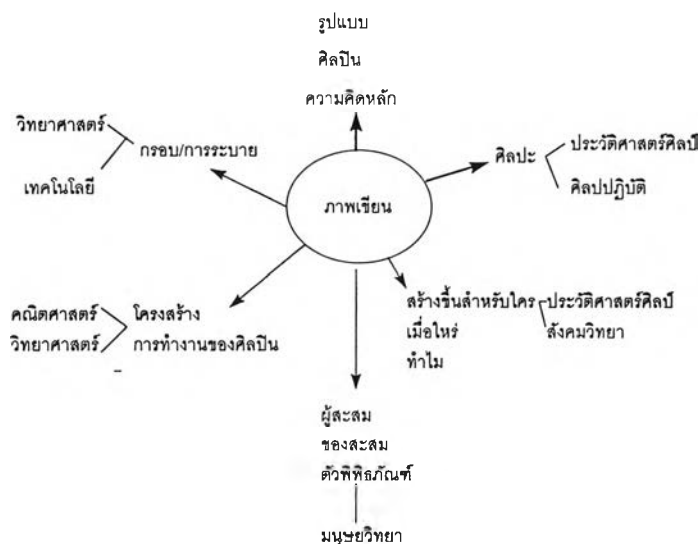 รูปแบบ
ศิลปิน
ความคิดหลัก
วิทยาศาสตร์
กรอบ/การระบาย
เทคโนโลยี
ศิลปะ
ประวัติศาสตร์ศิลป์
ศิลปปฏิบัติ
ภาพเขียน
คณิตศาสตร์
โครงสร้าง
วิทยาศาสตร์
การทำงานของศิลปิน
สร้างขึ้นสำหรับใคร
ประวัติศาสตร์ศิลป์
เมื่อใหร่
สังคมวิทยา
ทำไม
ผู้สะสม
ของสะสม
ตัวพิพิธภัณฑ์
มนุษยวิทยา